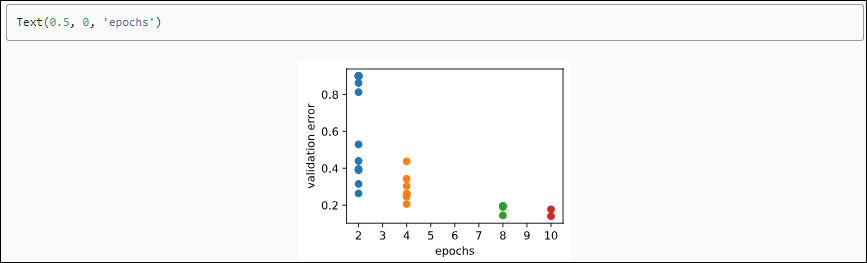 Text(0.5, 0, 'epochs')
validation error
0.8
0.6
0.4
0.2
2 3 4 5 6 7 8 9 10
epochs